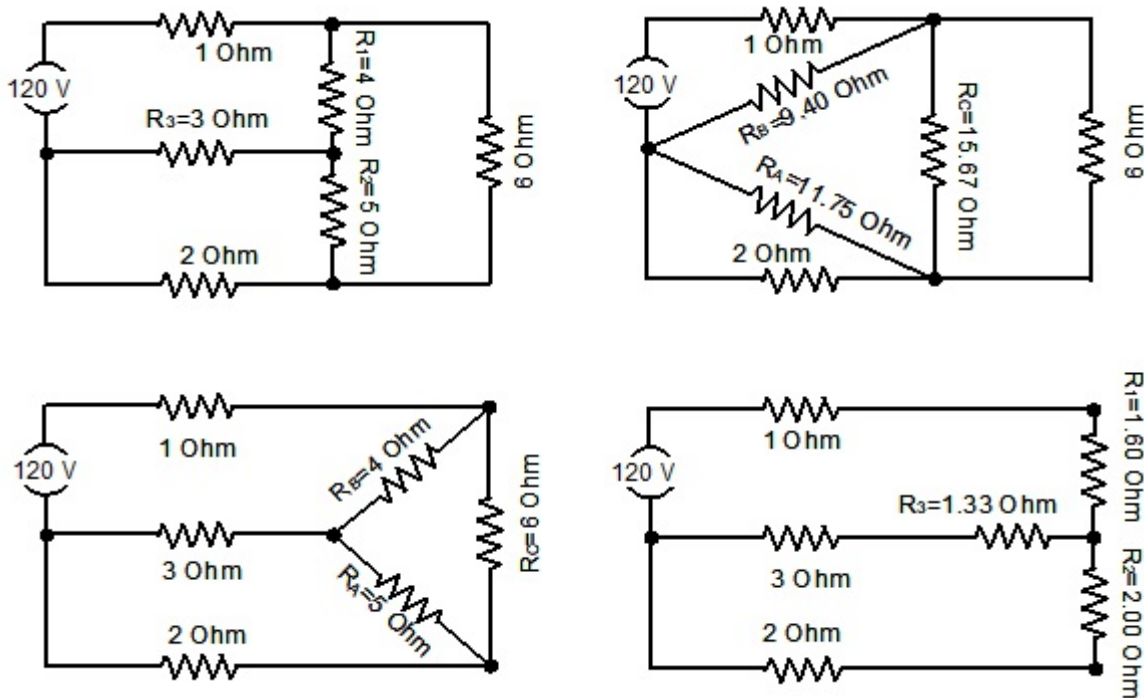 1 Ohm
120 V
R1=4 Ohm
R3=3 Ohm
R2=5 Ohm
6 Ohm
2 Ohm
1 Ohm
120 V
RB=9.40 Ohm
RC=15.67 Ohm
6 Ohm
RA=11.75 Ohm
2 Ohm
1 Ohm
120 V
RB=4 Ohm
RC=6 Ohm
3 Ohm
RA=5 Ohm
2 Ohm
1 Ohm
120 V
R1=1.60 Ohm
R3=1.33 Ohm
3 Ohm
R2=2.00 Ohm
2 Ohm